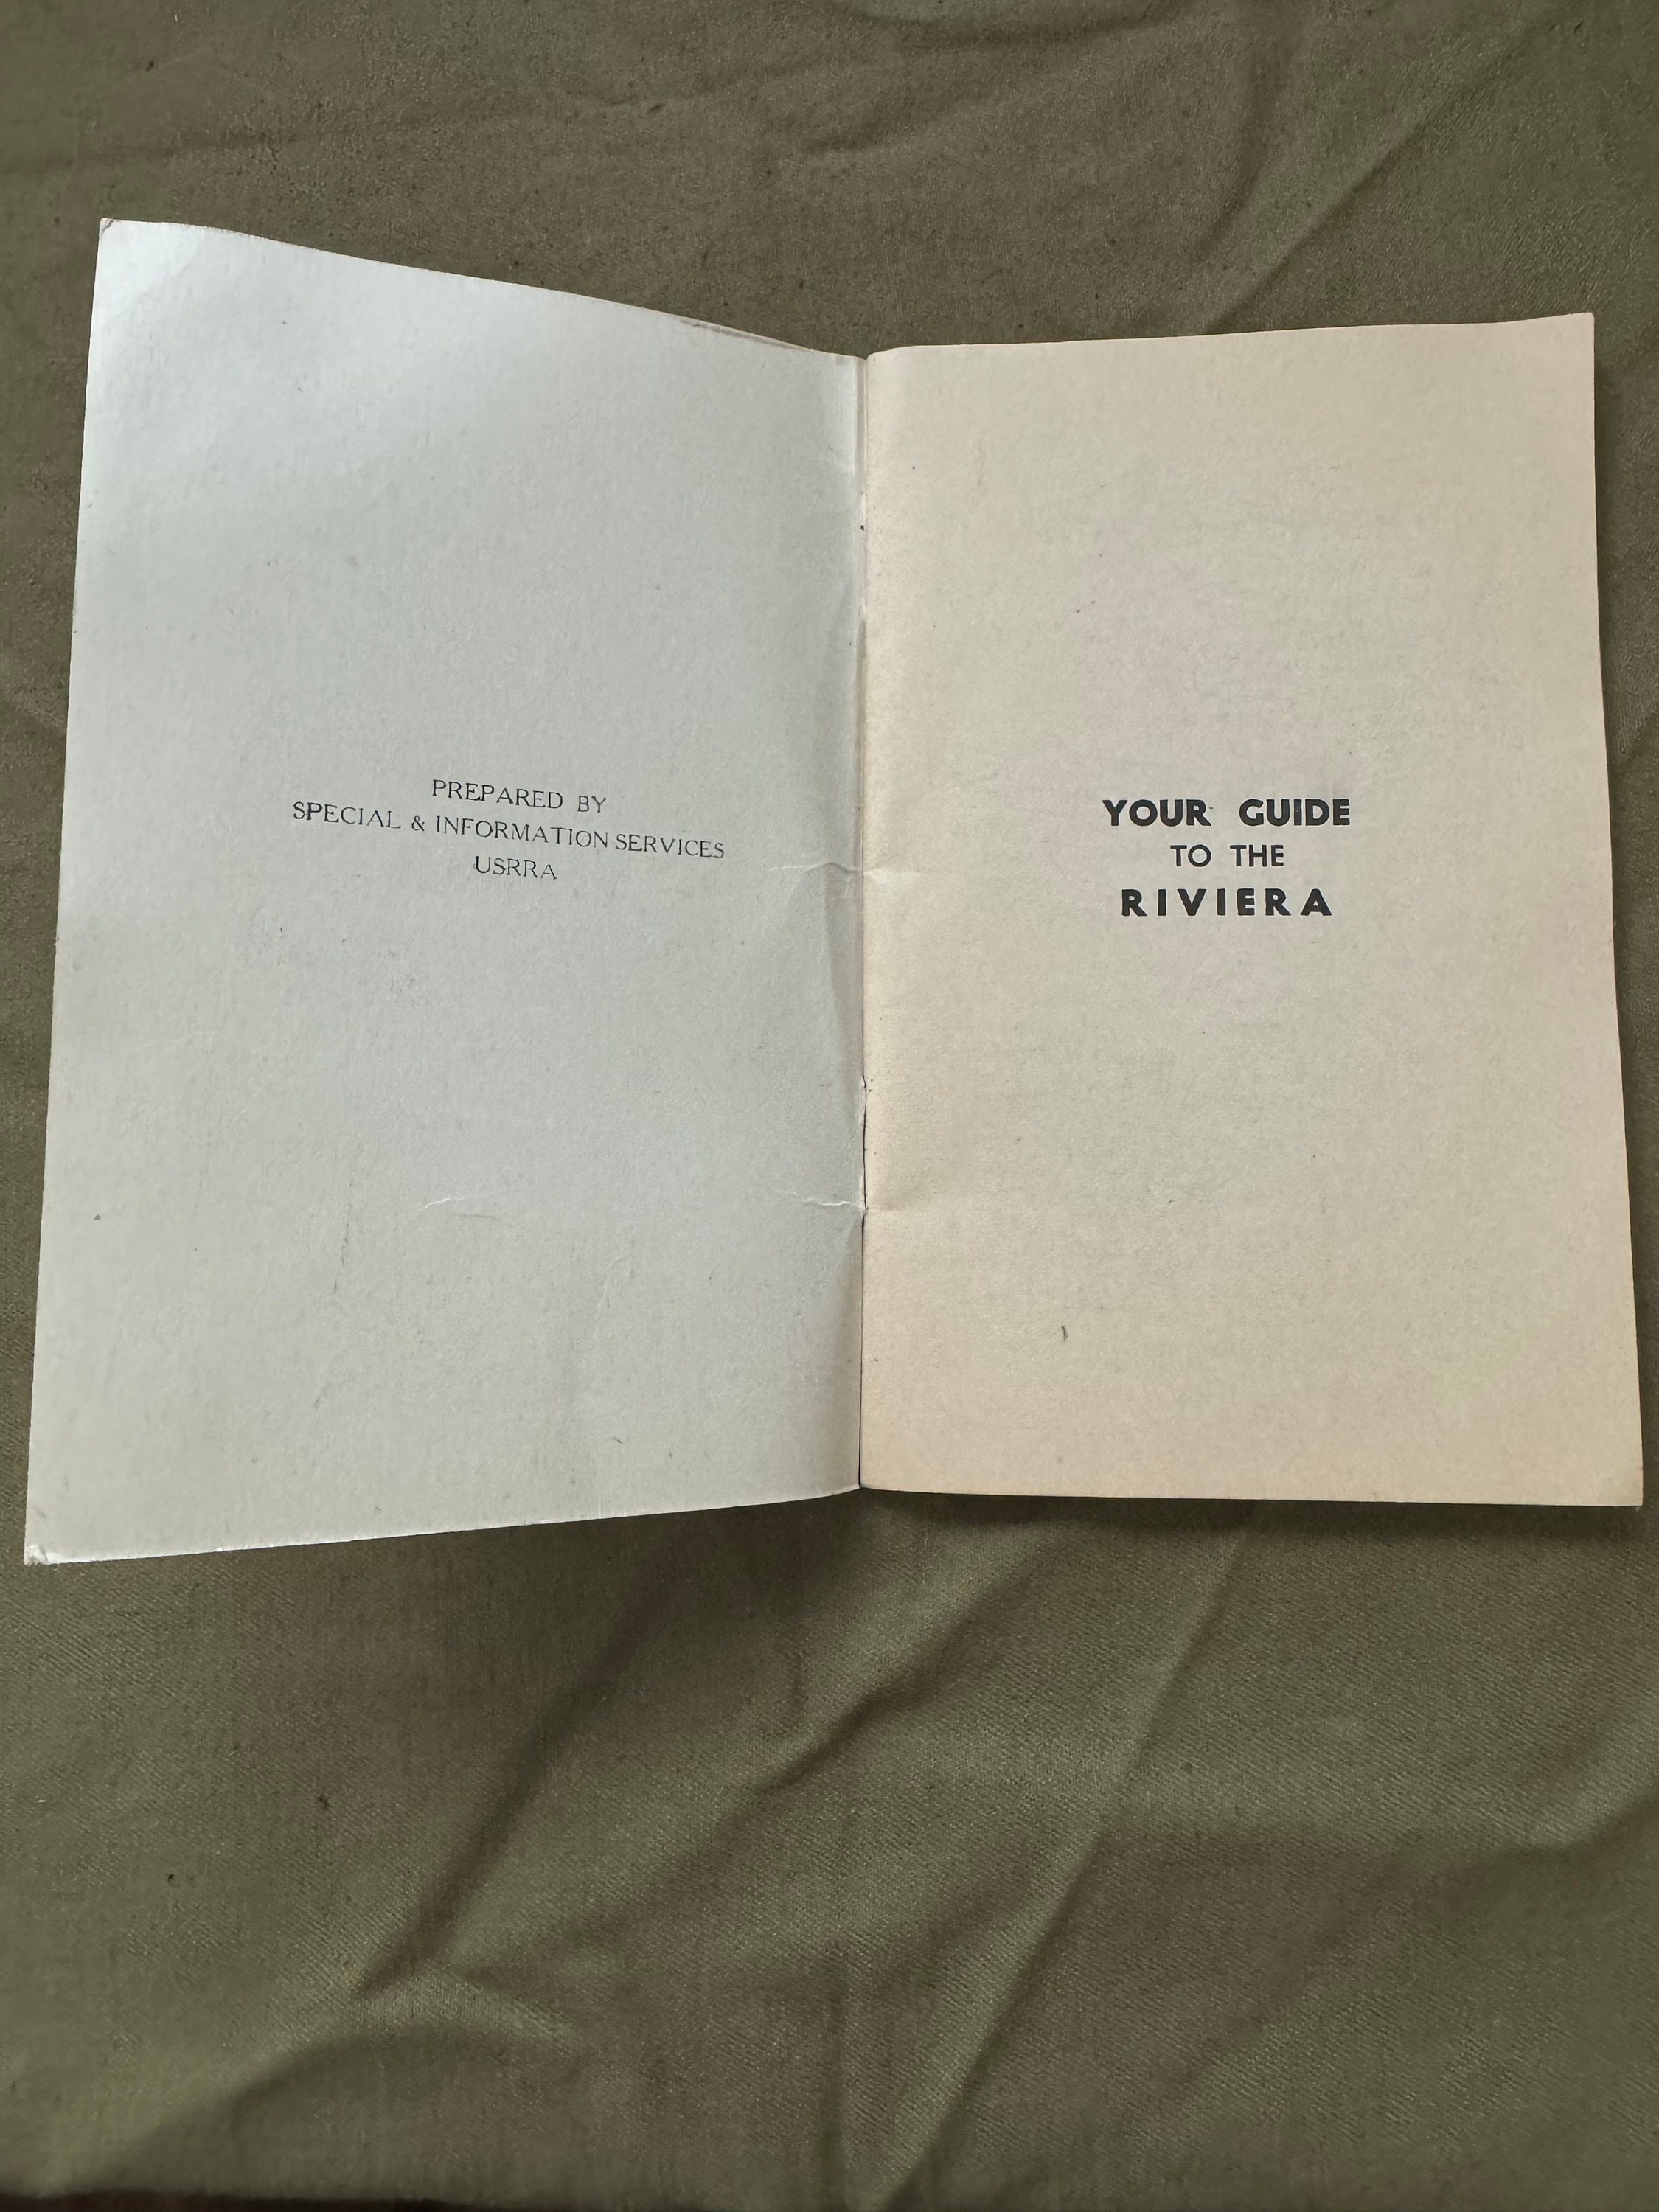 PREPARED BY
SPECIAL & INFORMATION SERVICES
USRRA
YOUR GUIDE
TO THE
RIVIERA